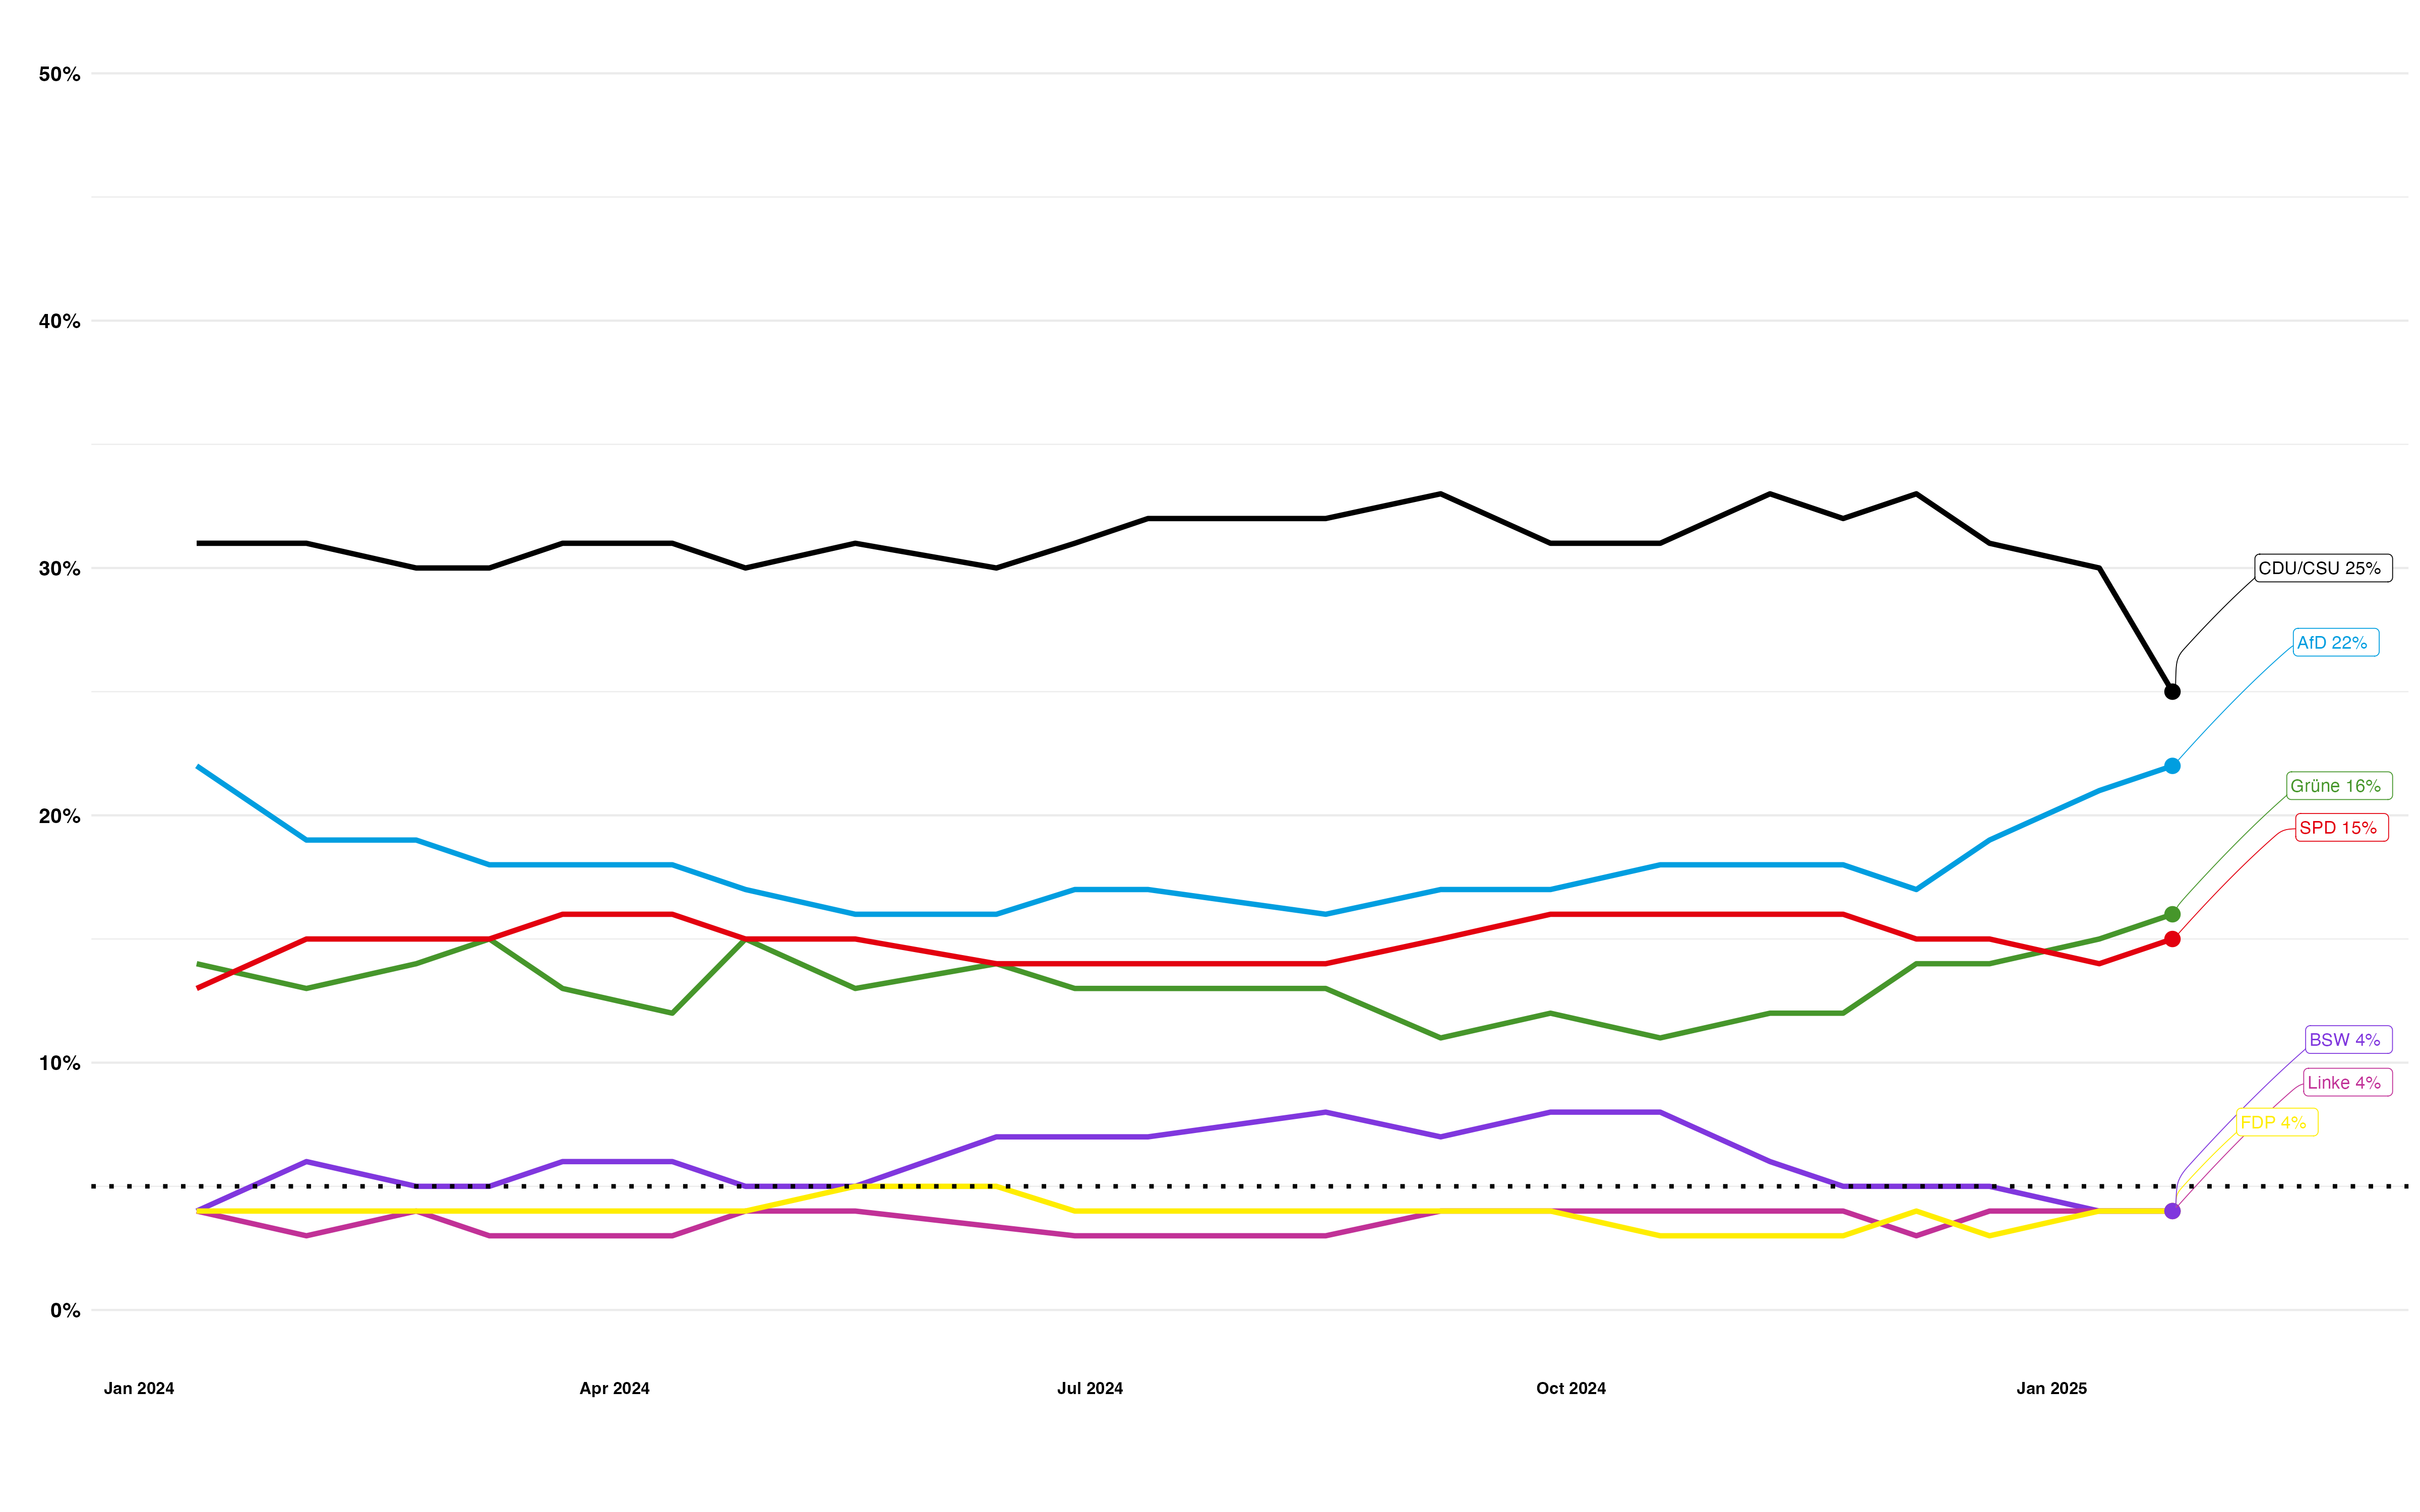 50%
40%
30%
20%
10%
0%
CDU/CSU 25%
AfD 22%
Grüne 16%
SPD 15%
BSW 4%
Linke 4%
FDP 4%
Jan 2024
Apr 2024
Jul 2024
Oct 2024
Jan 2025